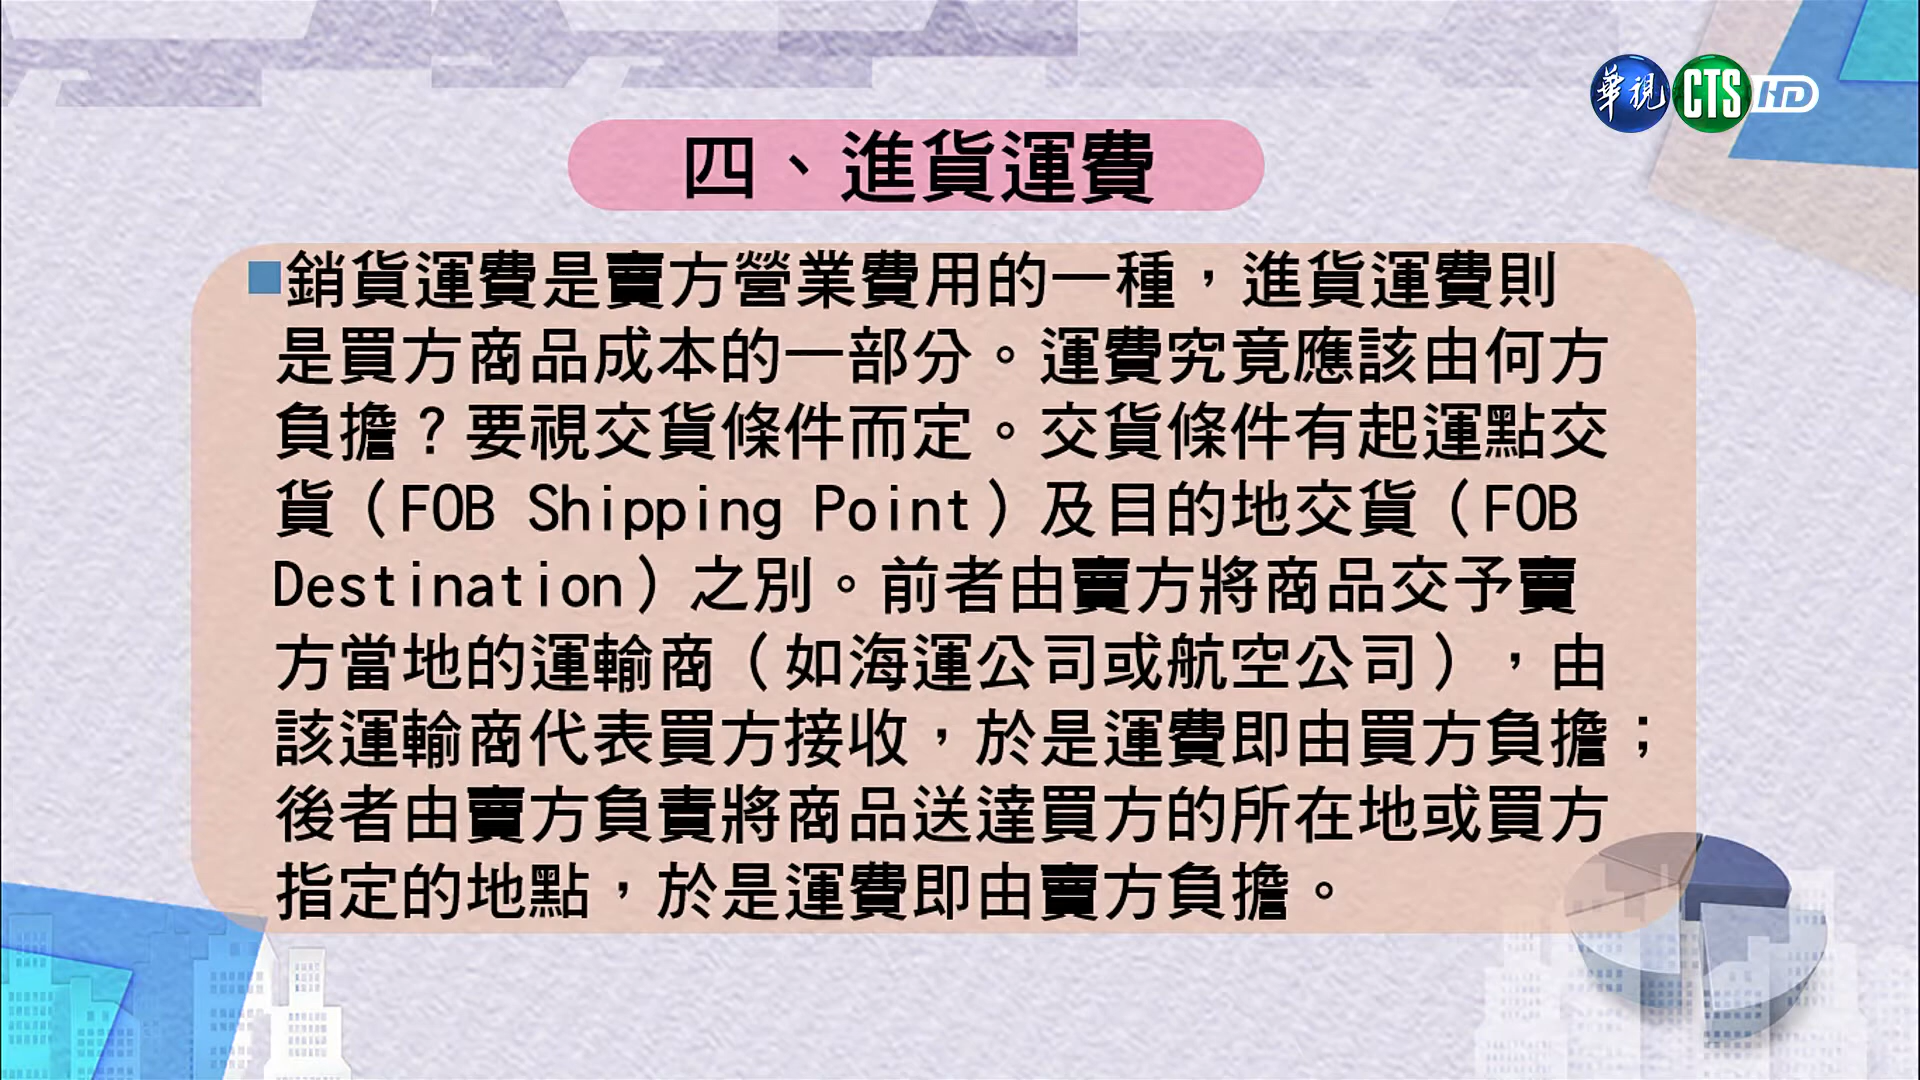 華視 CTS HD
四、進貨運費
■銷貨運費是賣方營業費用的一種，進貨運費則
是買方商品成本的一部分。運費究竟應該由何方
負擔？要視交貨條件而定。交貨條件有起運點交
貨（FOB Shipping Point）及目的地交貨（FOB
Destination）之別。前者由賣方將商品交予賣
方當地的運輸商（如海運公司或航空公司），由
該運輸商代表買方接收，於是運費即由買方負擔；
後者由賣方負責將商品送達買方的所在地或買方
指定的地點，於是運費即由賣方負擔。